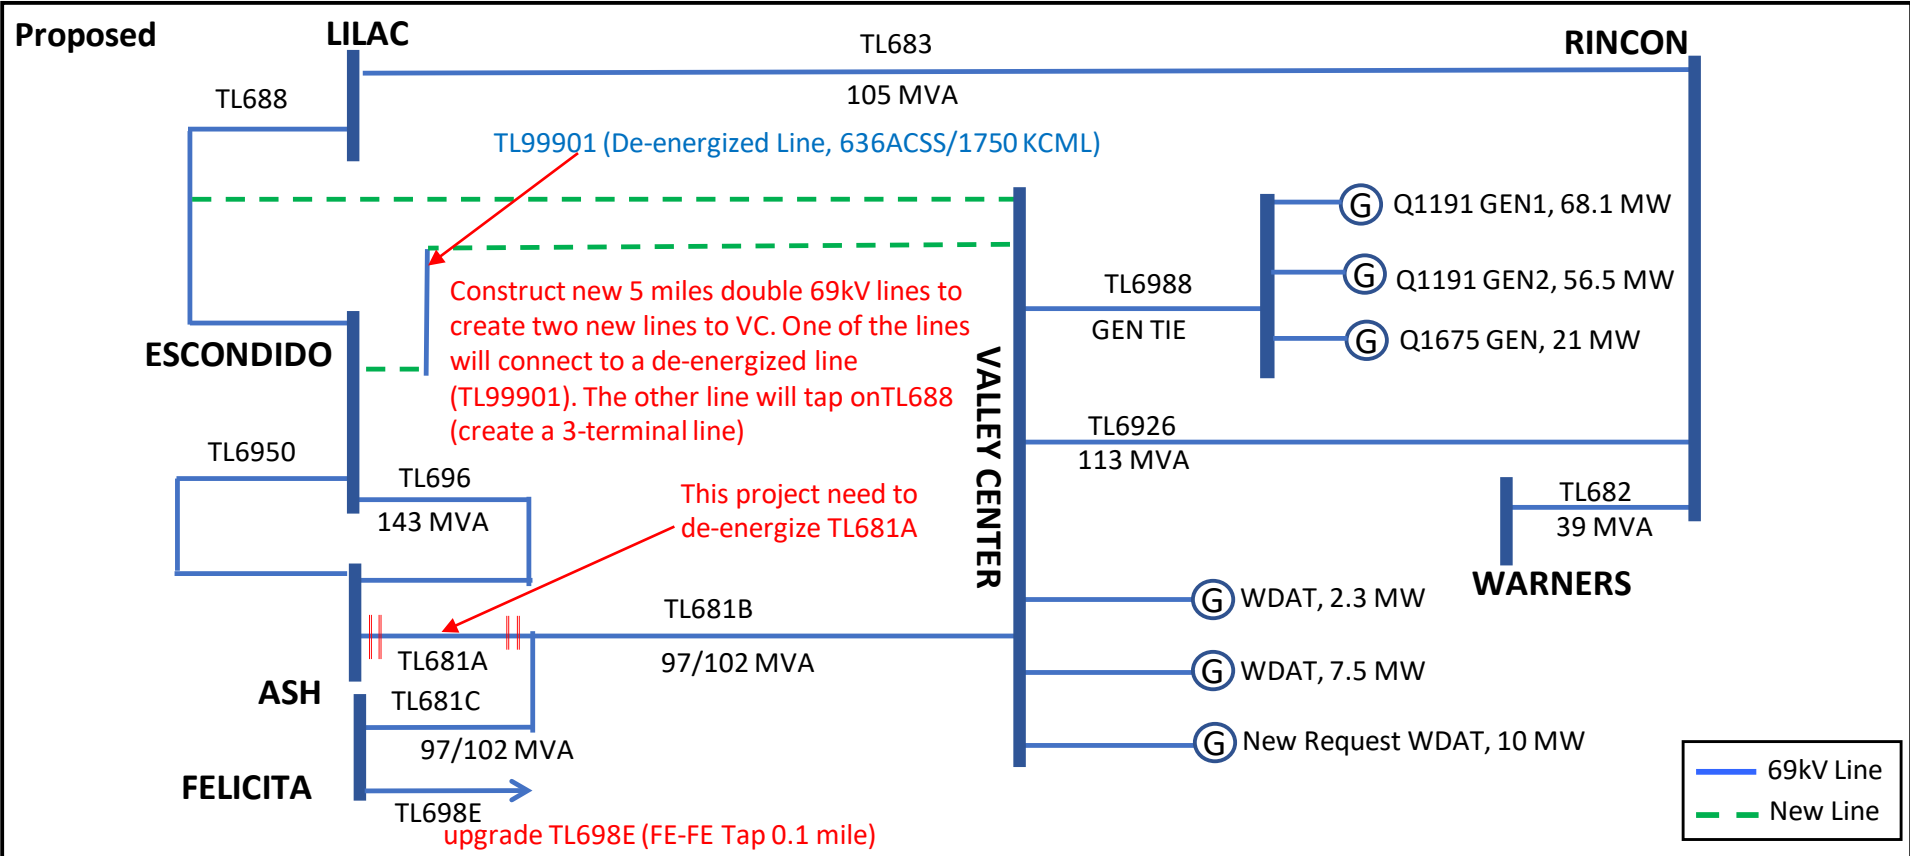 Proposed
LILAC
TL683
RINCON
105 MVA
TL688
TL99901 (De-energized Line, 636ACSS/1750 KCML)
G Q1191 GEN1, 68.1 MW
G Q1191 GEN2, 56.5 MW
G Q1675 GEN, 21 MW
TL6988
GEN TIE
Construct new 5 miles double 69kV lines to
create two new lines to VC. One of the lines
will connect to a de-energized line
(TL99901). The other line will tap onTL688
(create a 3-terminal line)
ESCONDIDO
VALLEY CENTER
TL6926
113 MVA
TL6950
TL696
143 MVA
This project need to
de-energize TL681A
TL682
39 MVA
WARNERS
TL681B
97/102 MVA
TL681A
ASH
TL681C
97/102 MVA
G WDAT, 2.3 MW
G WDAT, 7.5 MW
G New Request WDAT, 10 MW
FELICITA
TL698E
upgrade TL698E (FE-FE Tap 0.1 mile)
69kV Line
New Line